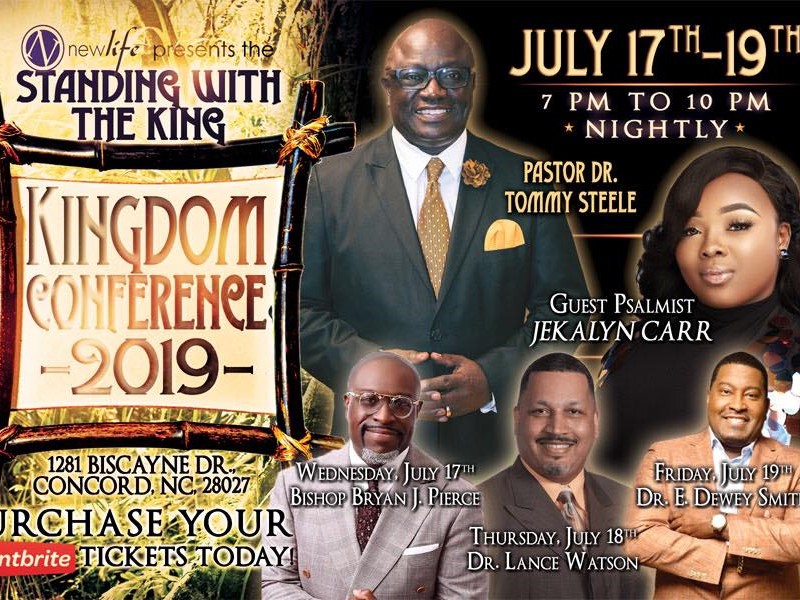 newlife presents the
STANDING WITH
THE KING
KINGDOM
CONFERENCE
-2019-
1281 BISCAYNE DR.,
CONCORD, NC, 28027
URCHASE YOUR
ntbrite TICKETS TODAY!
JULY 17TH-19TH
7 PM TO 10 PM
NIGHTLY
PASTOR DR.
TOMMY STEELE
GUEST PSALMIST
JEKALYN CARR
WEDNESDAY, JULY 17TH
BISHOP BRYAN J. PIERCE
THURSDAY, JULY 18TH
DR. LANCE WATSON
FRIDAY, JULY 19TH
DR. E. DEWEY SMIT